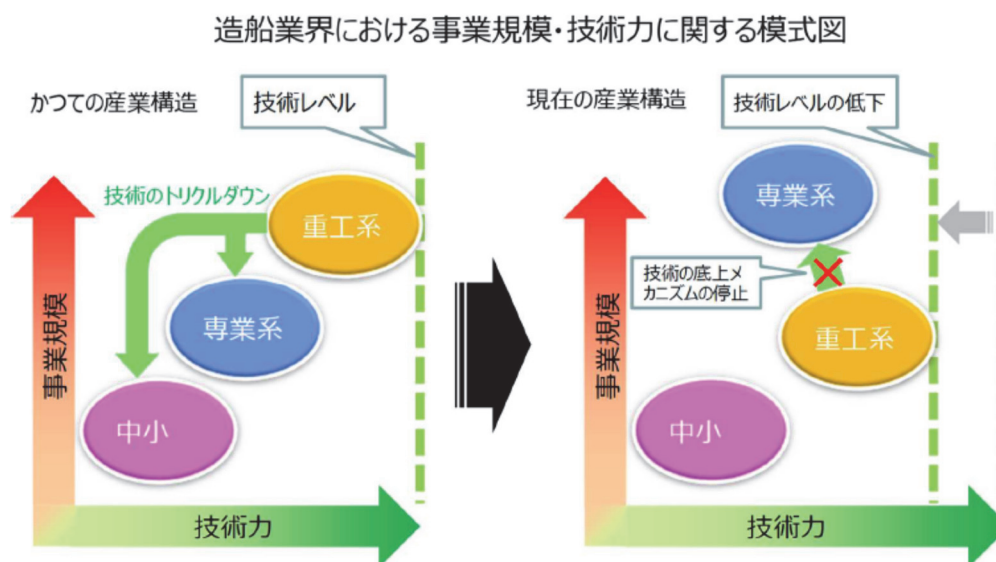 造船業界における事業規模・技術力に関する模式図
かつての産業構造
技術レベル
技術のトリクルダウン
重工系
専業系
中小
事業規模
技術力
現在の産業構造
技術レベルの低下
専業系
技術の底上メ
カニズムの停止
重工系
中小
事業規模
技術力